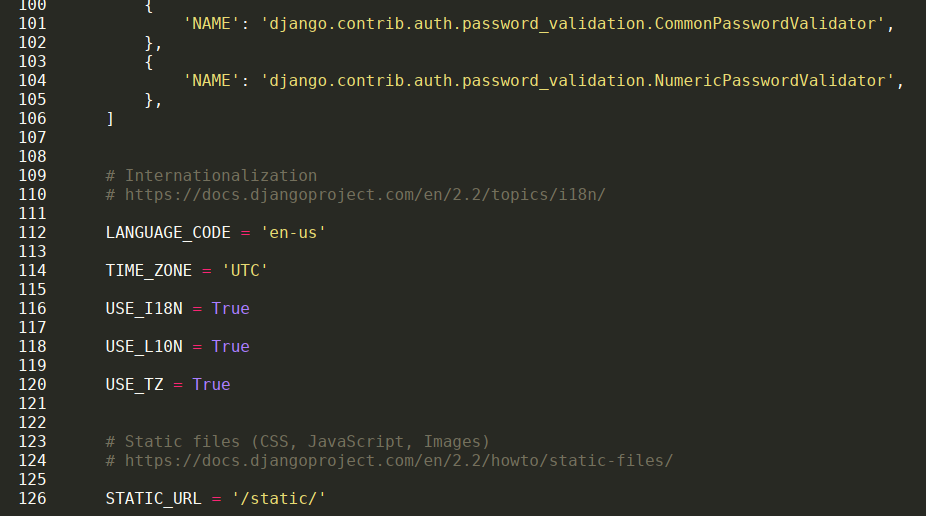 100 {
101 'NAME': 'django.contrib.auth.password_validation.CommonPasswordValidator',
102 },
103 {
104 'NAME': 'django.contrib.auth.password_validation.NumericPasswordValidator',
105 },
106 ]
107
108
109 # Internationalization
110 # https://docs.djangoproject.com/en/2.2/topics/i18n/
111
112 LANGUAGE_CODE = 'en-us'
113
114 TIME_ZONE = 'UTC'
115
116 USE_I18N = True
117
118 USE_L10N = True
119
120 USE_TZ = True
121
122
123 # Static files (CSS, JavaScript, Images)
124 # https://docs.djangoproject.com/en/2.2/howto/static-files/
125
126 STATIC_URL = '/static/'